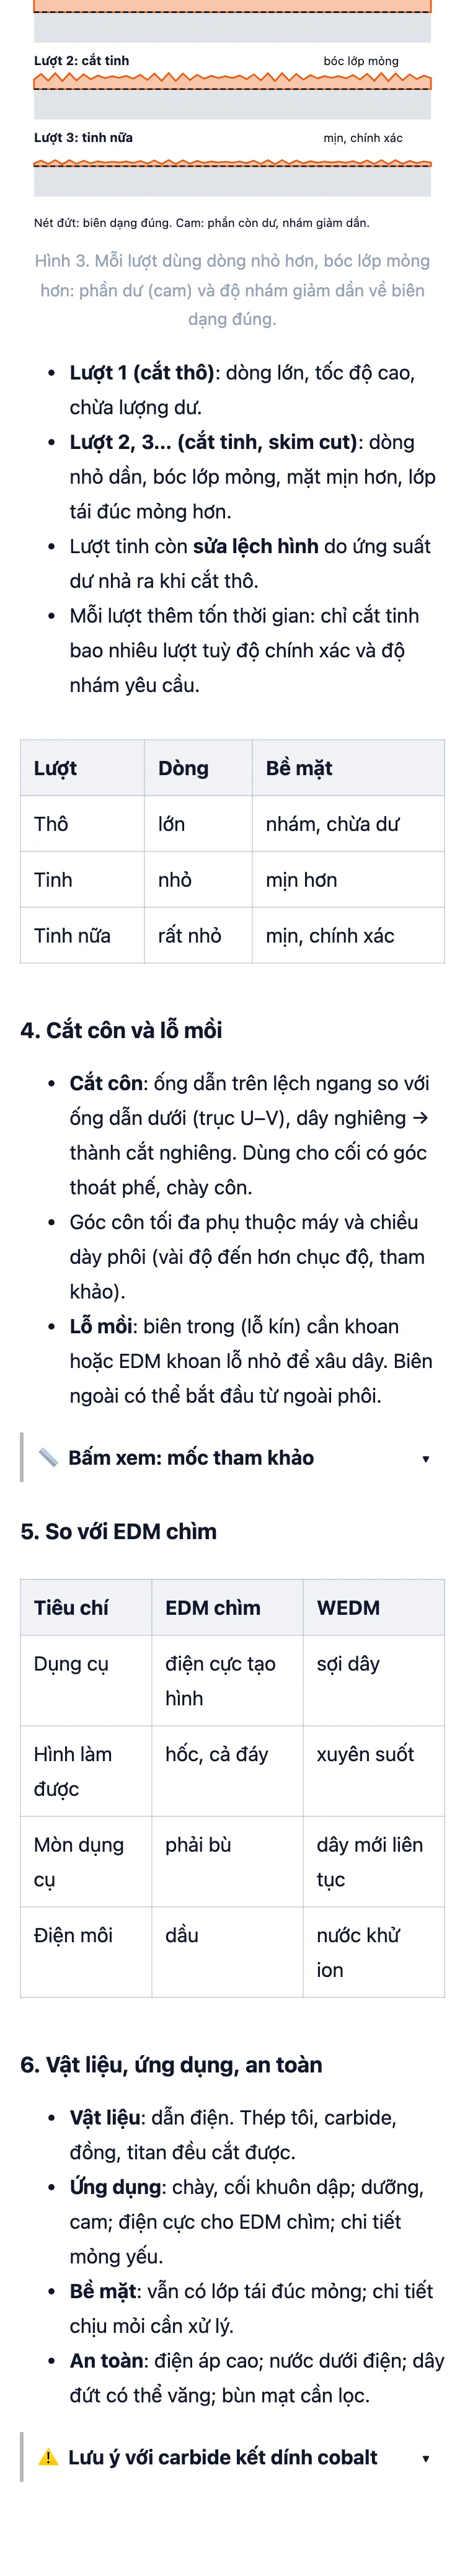 Lượt 2: cắt tinh bóc lớp mỏng
Lượt 3: tinh nữa mịn, chính xác
Nét đứt: biên dạng đúng. Cam: phần còn dư, nhám giảm dần.
Hình 3. Mỗi lượt dùng dòng nhỏ hơn, bóc lớp mỏng
hơn: phần dư (cam) và độ nhám giảm dần về biên
dạng đúng.
• Lượt 1 (cắt thô): dòng lớn, tốc độ cao,
chừa lượng dư.
• Lượt 2, 3... (cắt tinh, skim cut): dòng
nhỏ dần, bóc lớp mỏng, mặt mịn hơn, lớp
tái đúc mỏng hơn.
• Lượt tinh còn sửa lệch hình do ứng suất
dư nhả ra khi cắt thô.
• Mỗi lượt thêm tốn thời gian: chỉ cắt tinh
bao nhiêu lượt tuỳ độ chính xác và độ
nhám yêu cầu.
Lượt Dòng Bề mặt
Thô lớn nhám, chừa dư
Tinh nhỏ mịn hơn
Tinh nữa rất nhỏ mịn, chính xác
4. Cắt côn và lỗ mồi
• Cắt côn: ống dẫn trên lệch ngang so với
ống dẫn dưới (trục U–V), dây nghiêng →
thành cắt nghiêng. Dùng cho cối có góc
thoát phế, chày côn.
• Góc côn tối đa phụ thuộc máy và chiều
dày phôi (vài độ đến hơn chục độ, tham
khảo).
• Lỗ mồi: biên trong (lỗ kín) cần khoan
hoặc EDM khoan lỗ nhỏ để xâu dây. Biên
ngoài có thể bắt đầu từ ngoài phôi.
📏 Bấm xem: mốc tham khảo ▼
5. So với EDM chìm
Tiêu chí EDM chìm WEDM
Dụng cụ điện cực tạo hình sợi dây
Hình làm được hốc, cả đáy xuyên suốt
Mòn dụng cụ phải bù dây mới liên tục
Điện môi dầu nước khử ion
6. Vật liệu, ứng dụng, an toàn
• Vật liệu: dẫn điện. Thép tôi, carbide,
đồng, titan đều cắt được.
• Ứng dụng: chày, cối khuôn dập; dưỡng,
cam; điện cực cho EDM chìm; chi tiết
mỏng yếu.
• Bề mặt: vẫn có lớp tái đúc mỏng; chi tiết
chịu mỏi cần xử lý.
• An toàn: điện áp cao; nước dưới điện; dây
đứt có thể văng; bùn mạt cần lọc.
⚠️ Lưu ý với carbide kết dính cobalt ▼